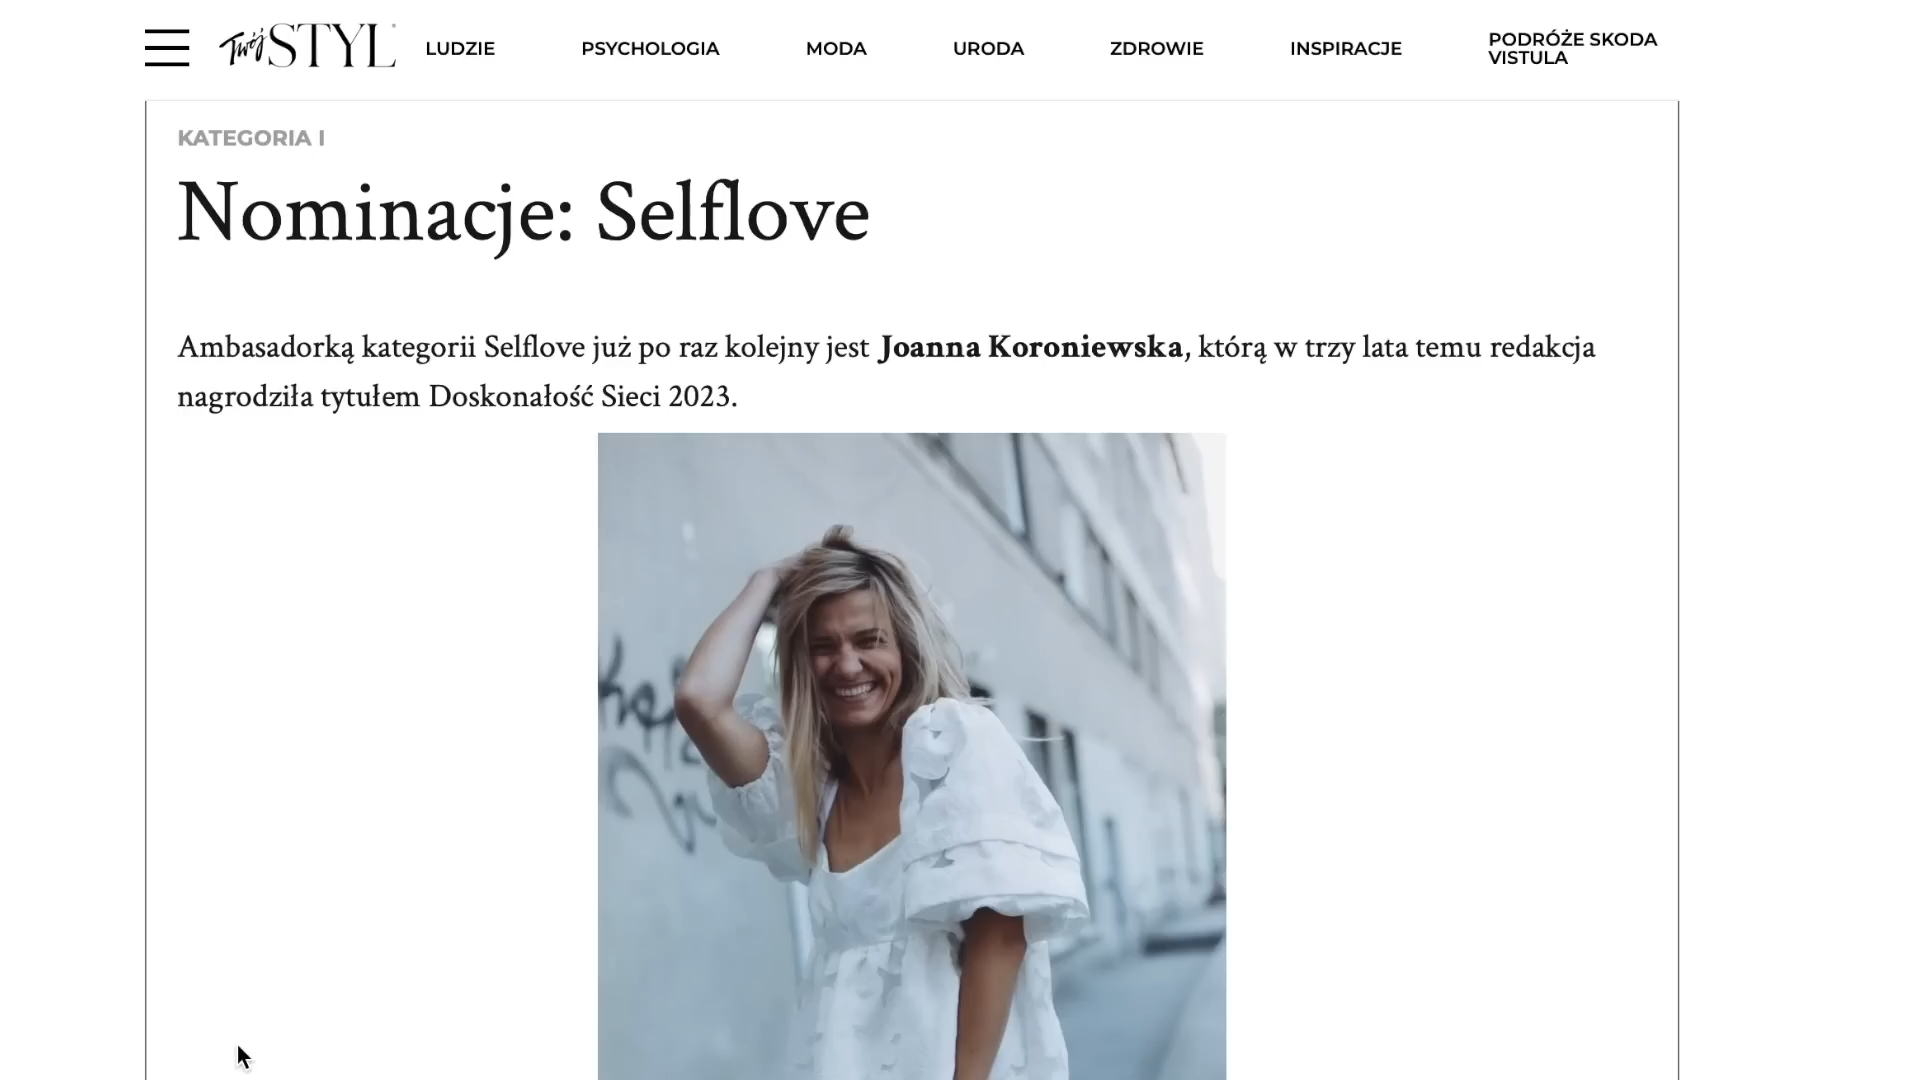 Twój STYL
LUDZIE
PSYCHOLOGIA
MODA
URODA
ZDROWIE
INSPIRACJE
PODRÓŻE SKODA
VISTULA
KATEGORIA I
Nominacje: Selflove
Ambasadorką kategorii Selflove już po raz kolejny jest Joanna Koroniewska, którą w trzy lata temu redakcja
nagrodziła tytułem Doskonałość Sieci 2023.